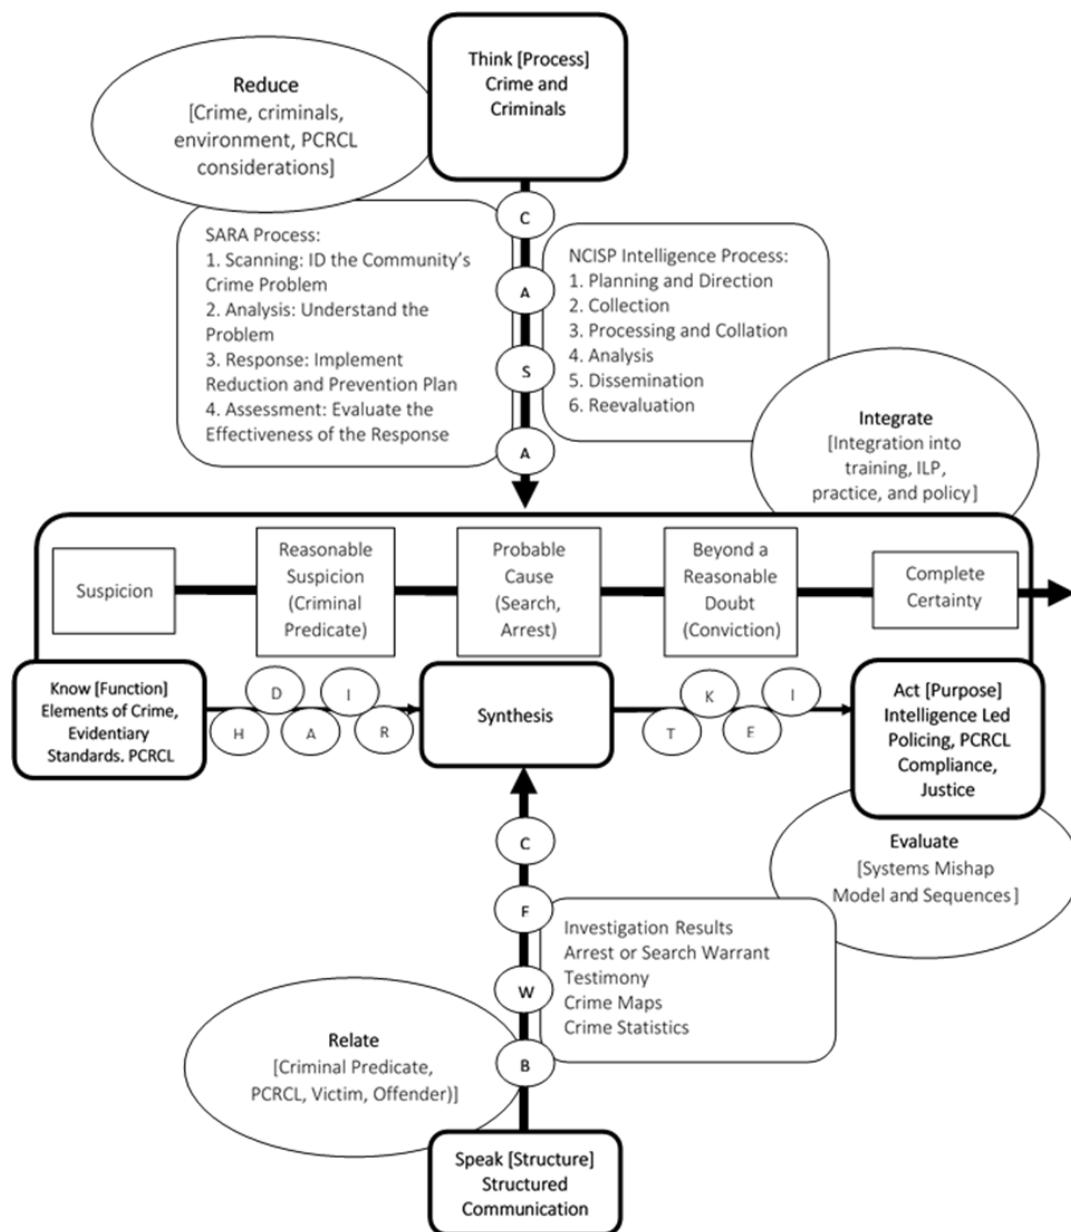 Think [Process]
Crime and
Criminals
Reduce
[Crime, criminals,
environment, PCRCL
considerations]
C
A
S
A
SARA Process:
1. Scanning: ID the Community's
Crime Problem
2. Analysis: Understand the
Problem
3. Response: Implement
Reduction and Prevention Plan
4. Assessment: Evaluate the
Effectiveness of the Response
NCISP Intelligence Process:
1. Planning and Direction
2. Collection
3. Processing and Collation
4. Analysis
5. Dissemination
6. Reevaluation
Integrate
[Integration into
training, ILP,
practice, and policy]
Suspicion
Reasonable
Suspicion
(Criminal
Predicate)
Probable
Cause
(Search,
Arrest)
Beyond a
Reasonable
Doubt
(Conviction)
Complete
Certainty
Know [Function]
Elements of Crime,
Evidentiary
Standards. PCRCL
H
D
A
I
R
Synthesis
T
K
E
I
Act [Purpose]
Intelligence Led
Policing, PCRCL
Compliance,
Justice
Evaluate
[Systems Mishap
Model and Sequences]
C
F
W
B
Investigation Results
Arrest or Search Warrant
Testimony
Crime Maps
Crime Statistics
Relate
[Criminal Predicate,
PCRCL, Victim, Offender)]
Speak [Structure]
Structured
Communication